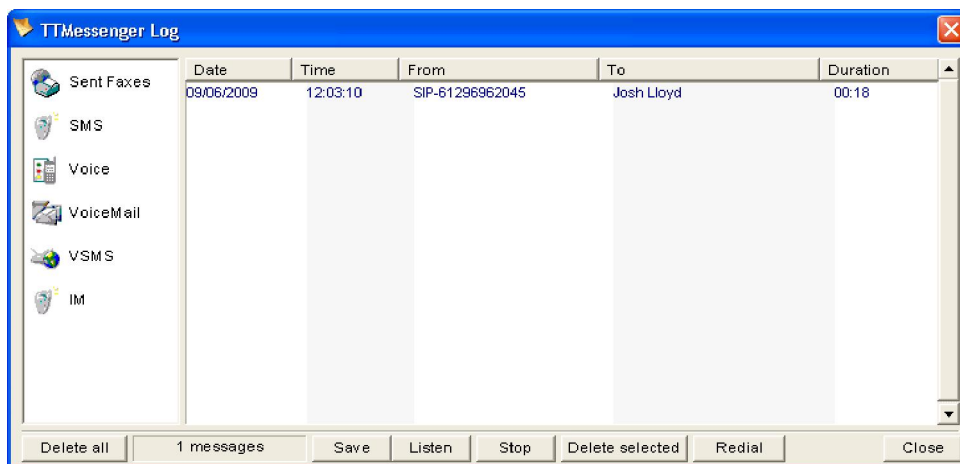 TTMessenger Log
Sent Faxes
SMS
Voice
VoiceMail
VSMS
IM
Date Time From To Duration
09/06/2009 12:03:10 SIP-61296962045 Josh Lloyd 00:18
Delete all 1 messages Save Listen Stop Delete selected Redial Close